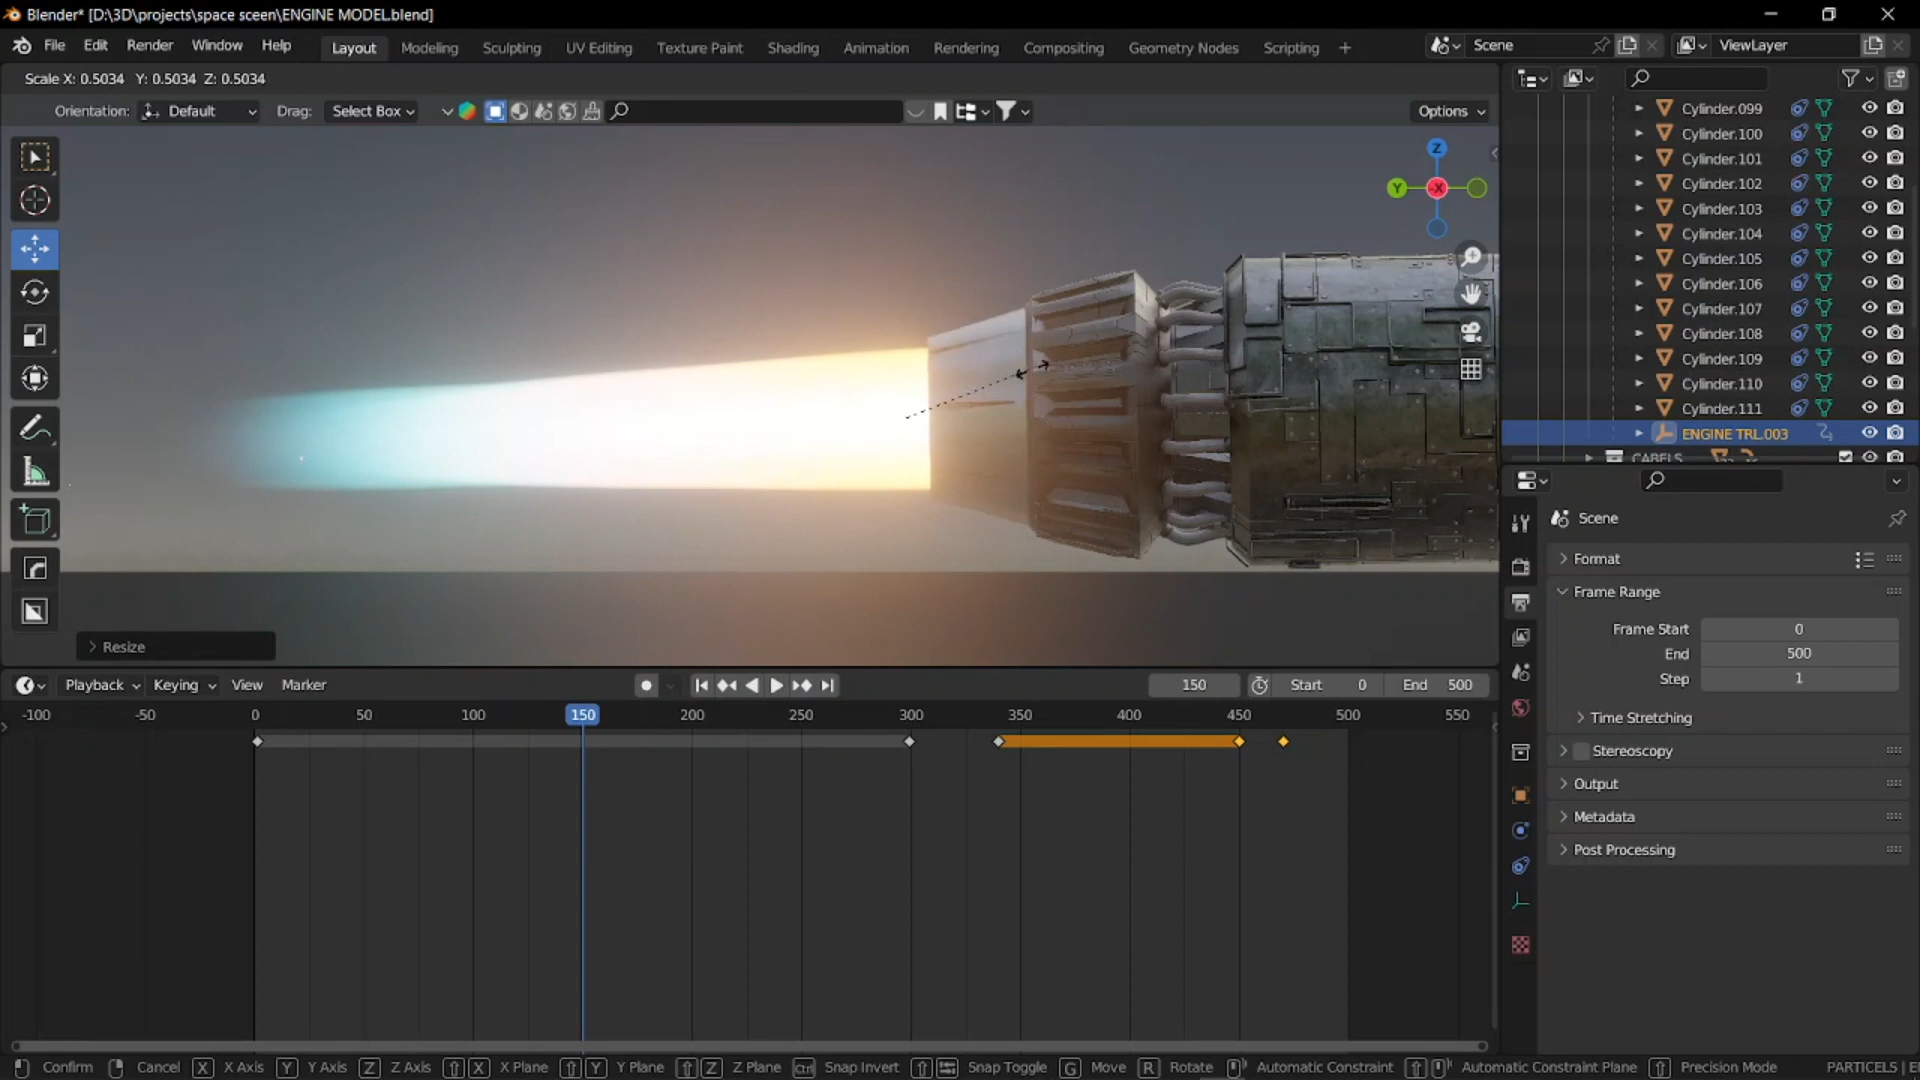 Blender* [D:\3D\projects\space sceen\ENGINE MODEL.blend]
File Edit Render Window Help Layout Modeling Sculpting UV Editing Texture Paint Shading Animation Rendering Compositing Geometry Nodes Scripting + Scene ViewLayer
Scale X: 0.5034 Y: 0.5034 Z: 0.5034
Orientation: Default Drag: Select Box Options
Z
Y -X
Cylinder.099
Cylinder.100
Cylinder.101
Cylinder.102
Cylinder.103
Cylinder.104
Cylinder.105
Cylinder.106
Cylinder.107
Cylinder.108
Cylinder.109
Cylinder.110
Cylinder.111
ENGINE TRL.003
CABELS
Scene
Format
Frame Range
Frame Start 0
End 500
Step 1
Time Stretching
Stereoscopy
Output
Metadata
Post Processing
Resize
Playback Keying View Marker 150 Start 0 End 500
-100 -50 0 50 100 150 200 250 300 350 400 450 500 550
Confirm Cancel X X Axis Y Y Axis Z Z Axis X X Plane Y Y Plane Z Z Plane Ctrl Snap Invert Snap Toggle G Move R Rotate Automatic Constraint Automatic Constraint Plane Precision Mode PARTICELS |